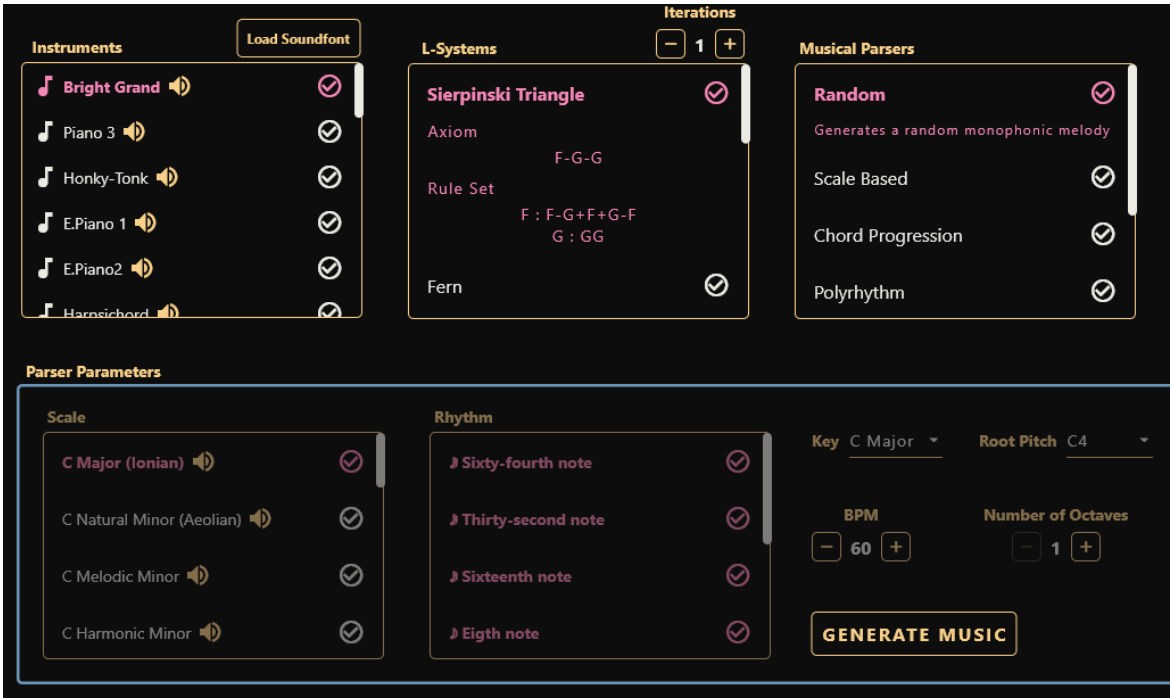 Iterations
Instruments
Load Soundfont
L-Systems
1
Musical Parsers
Bright Grand
Piano 3
Honky-Tonk
E.Piano 1
E.Piano2
Harpsichord
Sierpinski Triangle
Axiom
F-G-G
Rule Set
F : F-G+F+G-F
G : GG
Fern
Random
Generates a random monophonic melody
Scale Based
Chord Progression
Polyrhythm
Parser Parameters
Scale
C Major (Ionian)
C Natural Minor (Aeolian)
C Melodic Minor
C Harmonic Minor
Rhythm
Sixty-fourth note
Thirty-second note
Sixteenth note
Eigth note
Key C Major
Root Pitch C4
BPM
60
Number of Octaves
1
GENERATE MUSIC